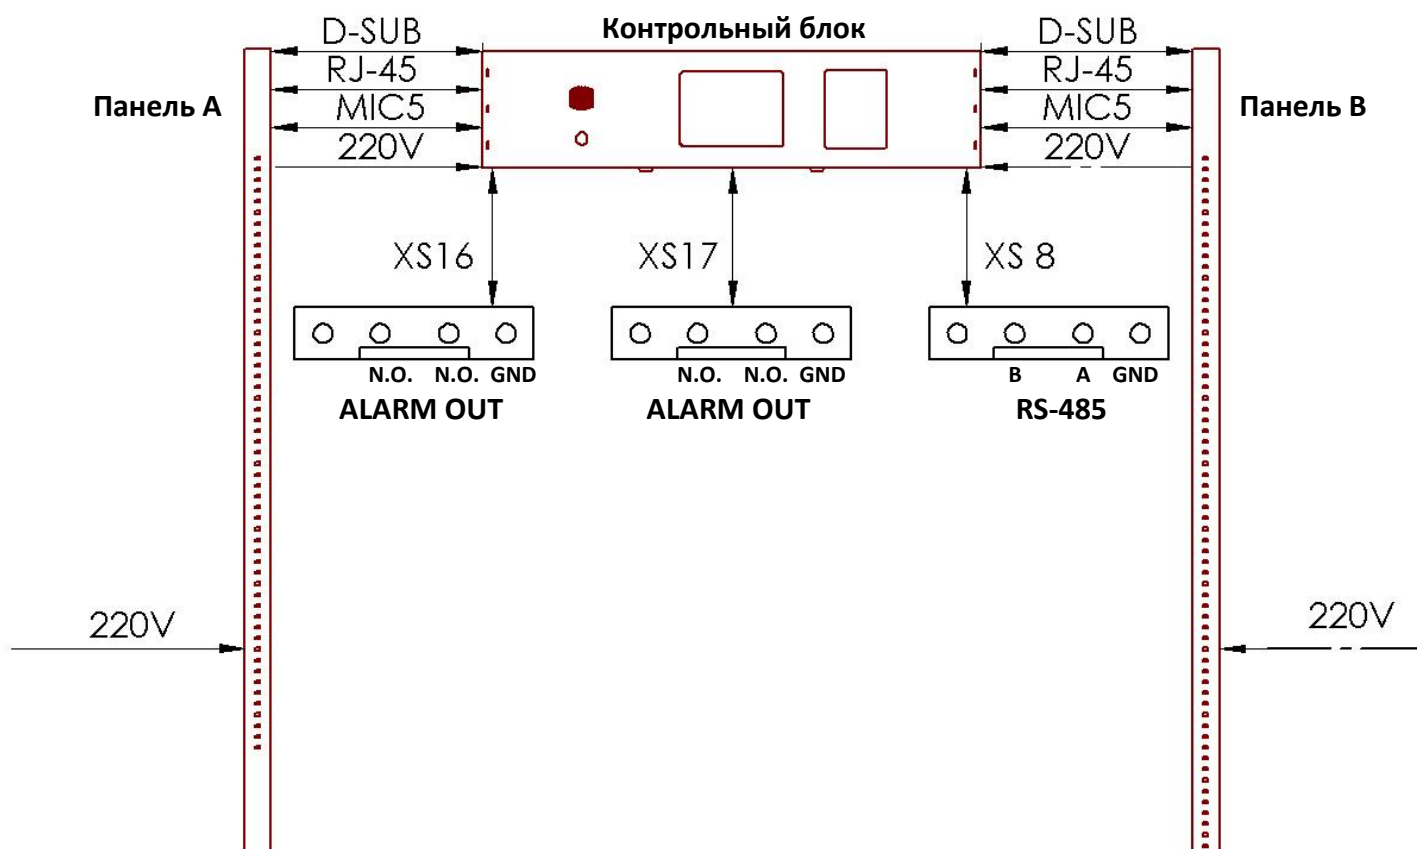 D-SUB Контрольный блок D-SUB
RJ-45 RJ-45
Панель А MIC5 MIC5 Панель В
220V 220V
XS16 XS17 XS 8
N.O. N.O. GND N.O. N.O. GND B A GND
ALARM OUT ALARM OUT RS-485
220V 220V